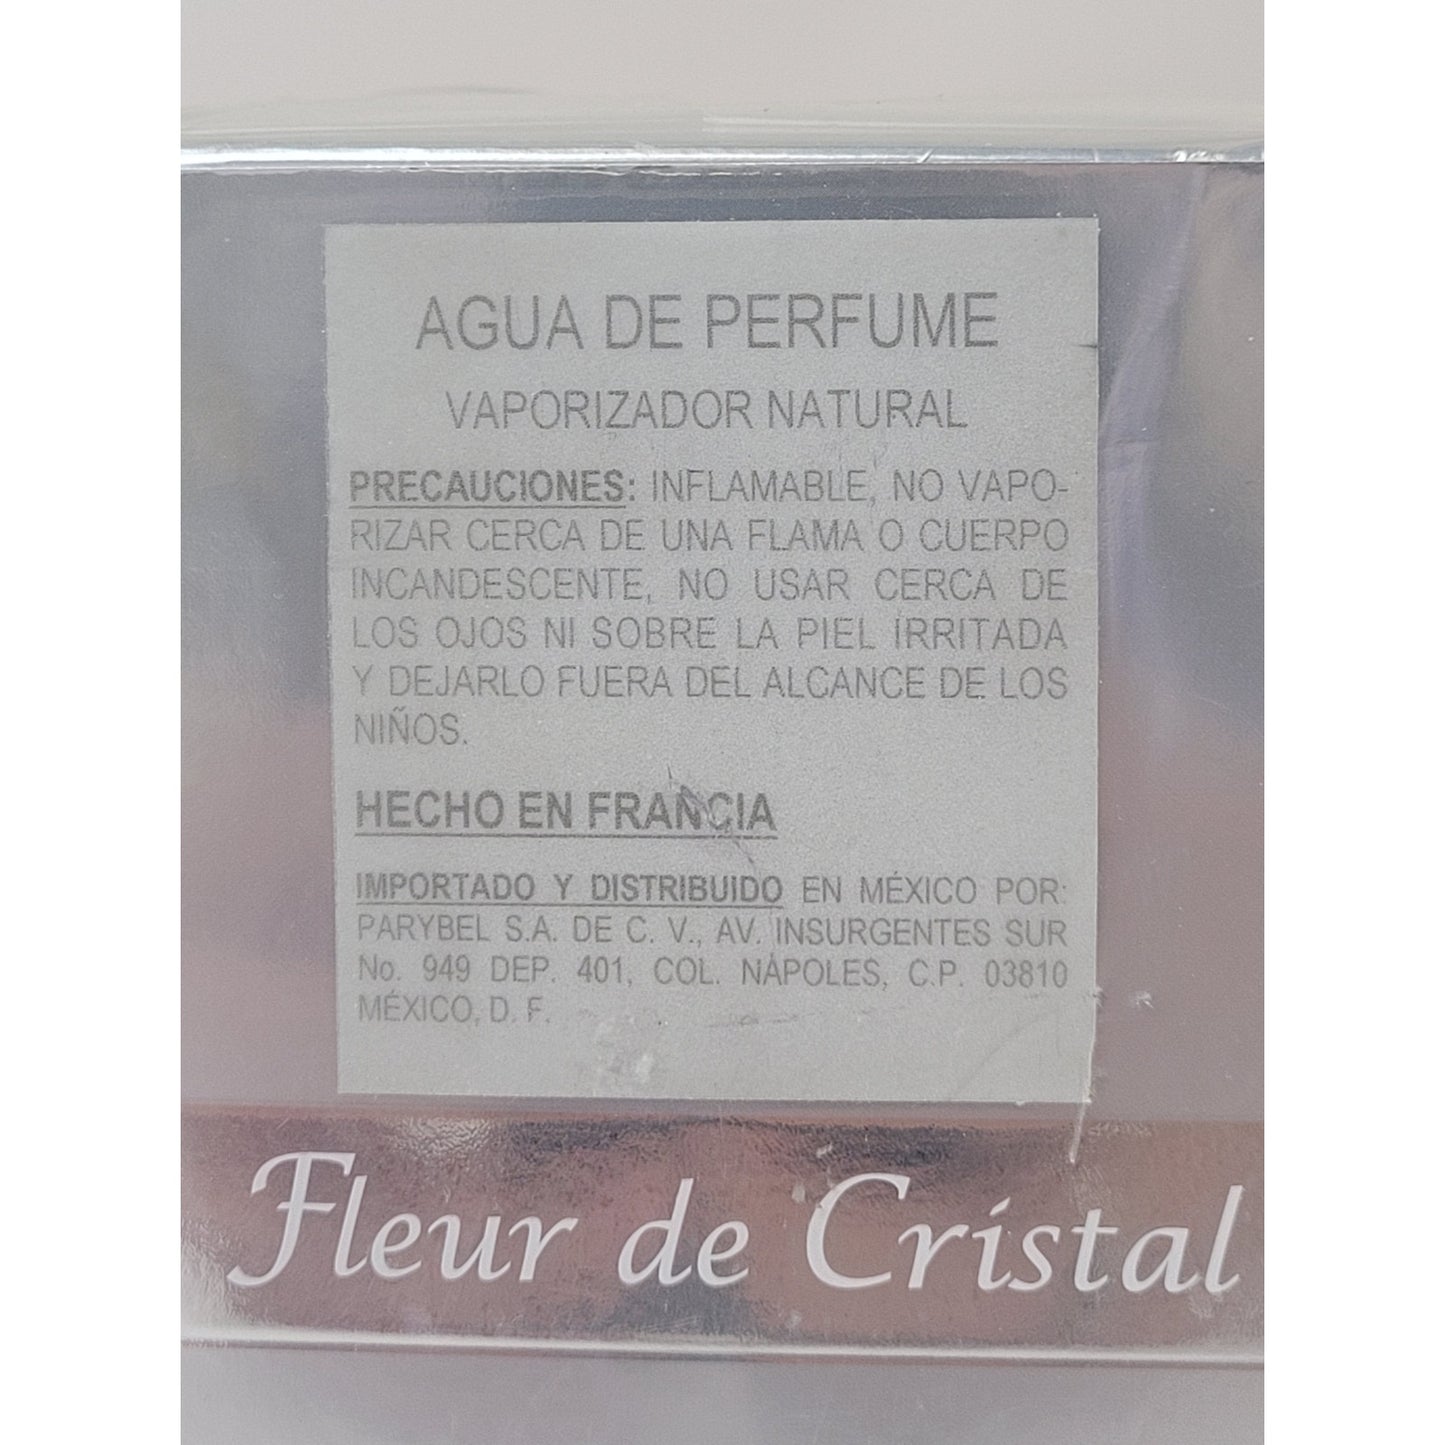 AGUA DE PERFUME
VAPORIZADOR NATURAL
PRECAUCIONES: INFLAMABLE, NO VAPO-
RIZAR CERCA DE UNA FLAMA O CUERPO
INCANDESCENTE, NO USAR CERCA DE
LOS OJOS NI SOBRE LA PIEL IRRITADA
Y DEJARLO FUERA DEL ALCANCE DE LOS
NIÑOS.
HECHO EN FRANCIA
IMPORTADO Y DISTRIBUIDO EN MÉXICO POR:
PARYBEL S.A. DE C. V., AV. INSURGENTES SUR
No. 949 DEP. 401, COL. NÁPOLES, C.P. 03810
MÉXICO, D. F.
Fleur de Cristal